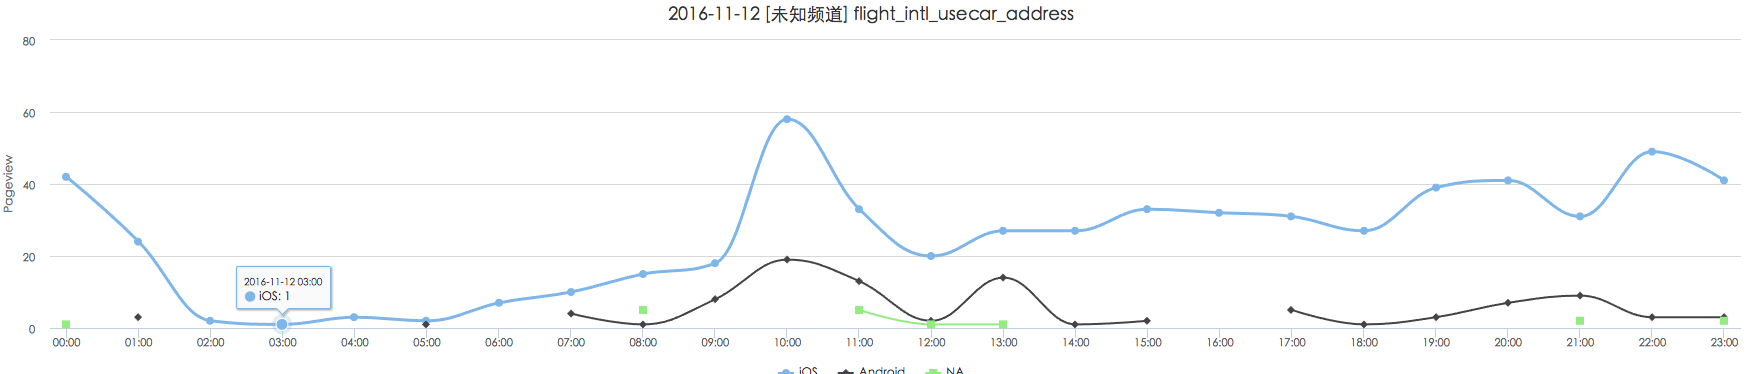 2016-11-12 [未知频道] flight_intl_usecar_address
80
60
40
20
0
Pageview
2016-11-12 03:00
iOS: 1
00:00 01:00 02:00 03:00 04:00 05:00 06:00 07:00 08:00 09:00 10:00 11:00 12:00 13:00 14:00 15:00 16:00 17:00 18:00 19:00 20:00 21:00 22:00 23:00
iOS Android NA